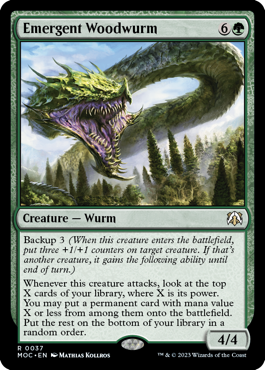 Emergent Woodwurm 6
Creature — Wurm
Backup 3 (When this creature enters the battlefield,
put three +1/+1 counters on target creature. If that's
another creature, it gains the following ability until
end of turn.)
Whenever this creature attacks, look at the top
X cards of your library, where X is its power.
You may put a permanent card with mana value
X or less from among them onto the battlefield.
Put the rest on the bottom of your library in a
random order.
4/4
R 0037
MOC • EN MATHIAS KOLLROS ™ & © 2023 Wizards of the Coast